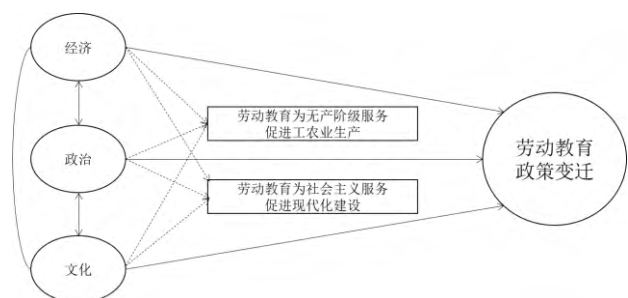 经济
劳动教育为无产阶级服务
促进工农业生产
政治
劳动教育
政策变迁
劳动教育为社会主义服务
促进现代化建设
文化